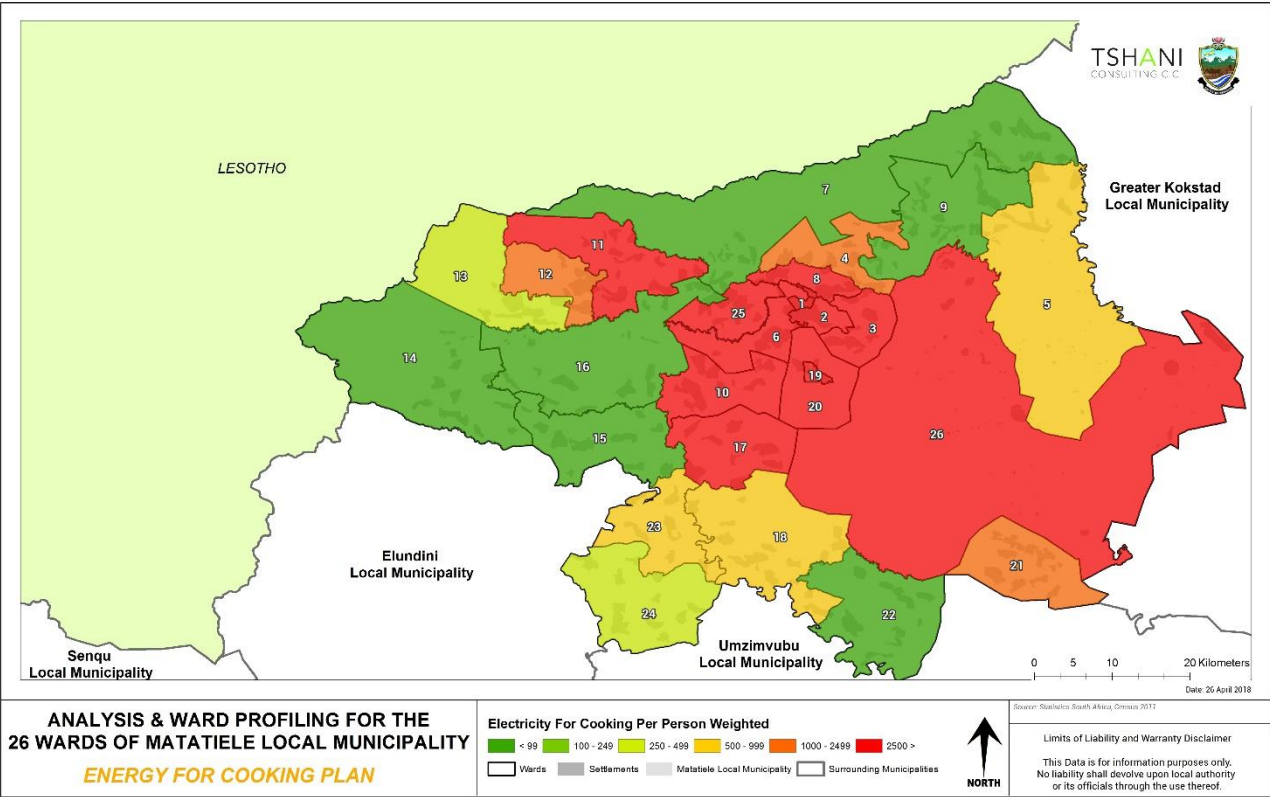 TSHANI
CONSULTING C C
LESOTHO
Greater Kokstad
Local Municipality
7
9
11
4
12
13
8
5
1
25
2
3
6
14
16
19
10
20
26
15
17
23
18
Elundini
Local Municipality
21
24
22
Umzimvubu
Local Municipality
Senqu
Local Municipality
0 5 10 20 Kilometers
Date: 26 April 2018
ANALYSIS & WARD PROFILING FOR THE
26 WARDS OF MATATIELE LOCAL MUNICIPALITY
ENERGY FOR COOKING PLAN
Electricity For Cooking Per Person Weighted
< 99 100 - 249 250 - 499 500 - 999 1000 - 2499 2500 >
Wards Settlements Matatiele Local Municipality Surrounding Municipalities
NORTH
Source: Statistics South Africa, Census 2011
Limits of Liability and Warranty Disclaimer
This Data is for information purposes only.
No liability shall devolve upon local authority
or its officials through the use thereof.